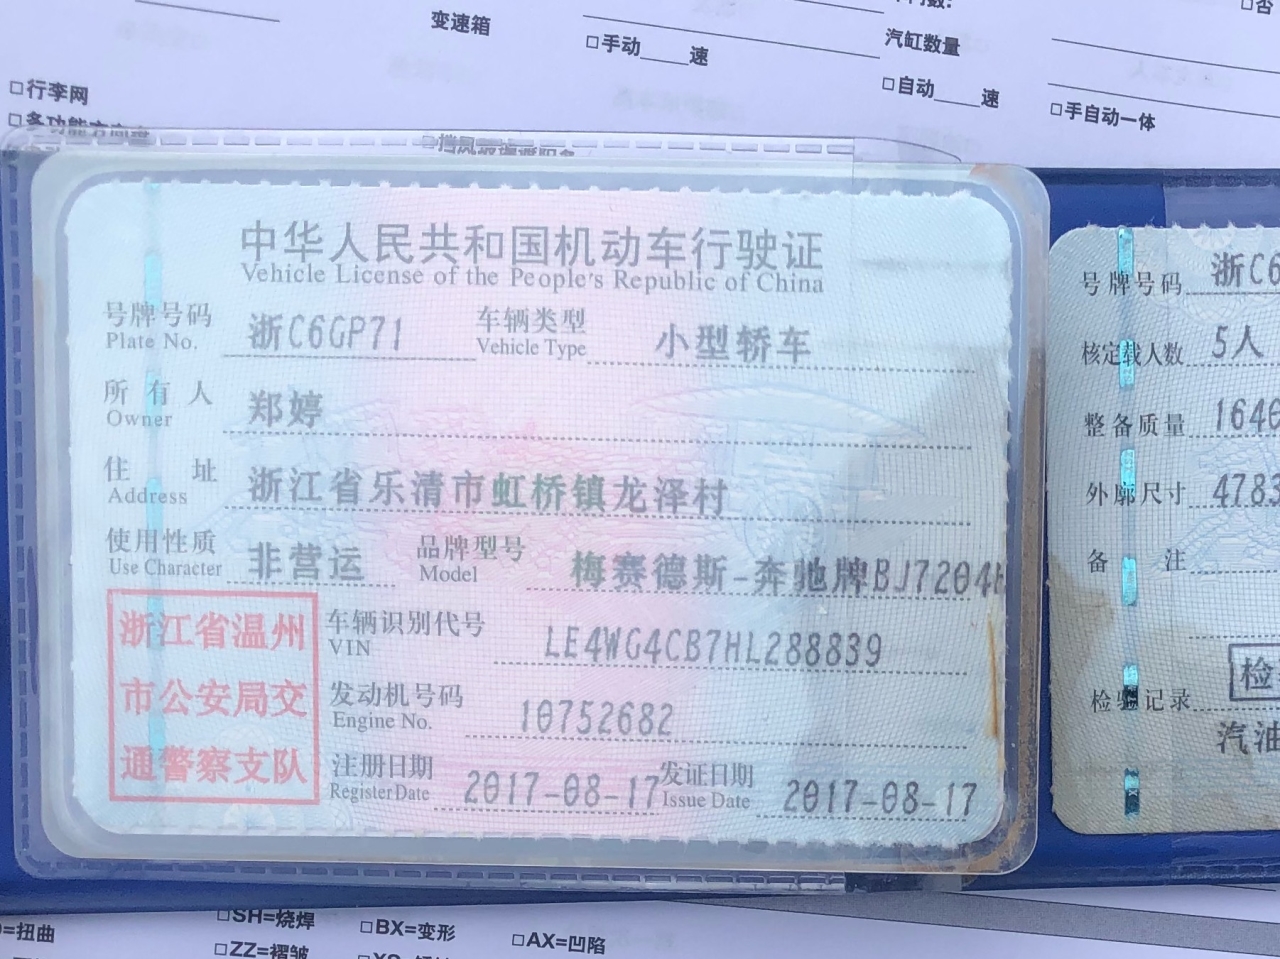 变速箱
□手动____速
汽缸数量
□自动____速
□手自动一体
□否
□行李网
□多功能方向盘
中华人民共和国机动车行驶证
Vehicle License of the People's Republic of China
号牌号码 浙C6GP71 车辆类型 小型轿车
Plate No. Vehicle Type
所有人 郑婷
Owner
住址 浙江省乐清市虹桥镇龙泽村
Address
使用性质 非营运 品牌型号 梅赛德斯-奔驰牌BJ7204
Use Character Model
浙江省温州
市公安局交
通警察支队
车辆识别代号 LE4WG4CB7HL288839
VIN
发动机号码 10752682
Engine No.
注册日期 2017-08-17 发证日期 2017-08-17
Register Date Issue Date
号牌号码 浙C6
核定载人数 5人
整备质量 1640
外廓尺寸 4783
备注
检验记录 检
汽油
=扭曲
□SH=烧焊
□BX=变形
□ZZ=褶皱
□AX=凹陷